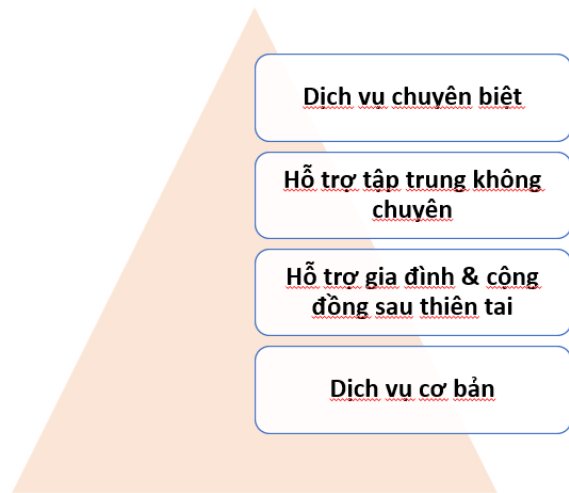 Dịch vụ chuyên biệt
Hỗ trợ tập trung không
chuyên
Hỗ trợ gia đình & cộng
đồng sau thiên tai
Dịch vụ cơ bản